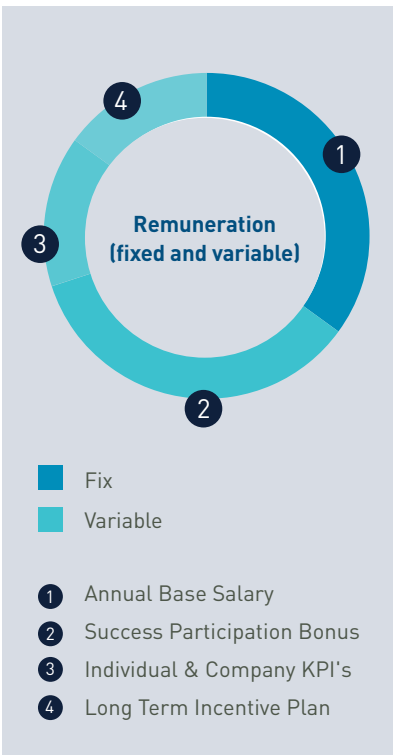 4
1
Remuneration
(fixed and variable)
3
2
Fix
Variable
1 Annual Base Salary
2 Success Participation Bonus
3 Individual & Company KPI's
4 Long Term Incentive Plan